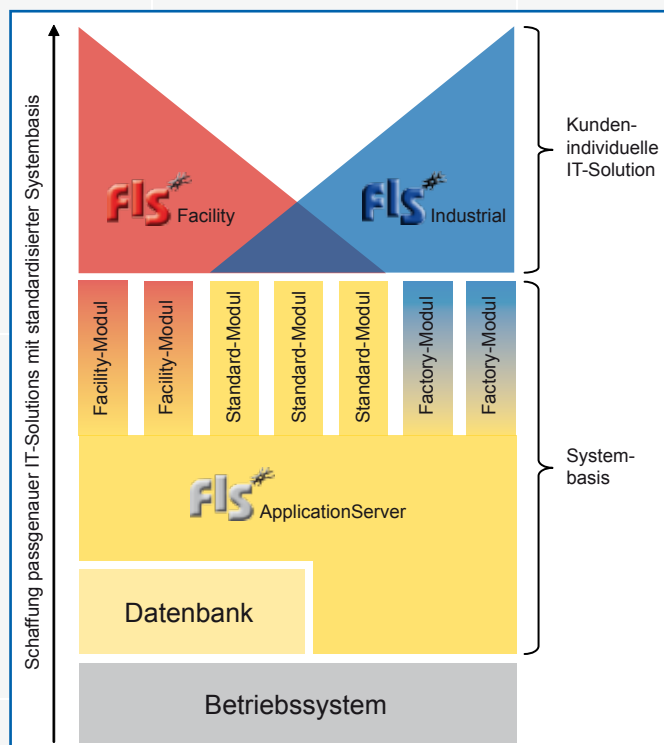 Schaffung passgenauer IT-Solutions mit standardisierter Systembasis
FIS Facility
FIS Industrial
Kunden-
individuelle
IT-Solution
Facility-Modul
Facility-Modul
Standard-Modul
Standard-Modul
Standard-Modul
Factory-Modul
Factory-Modul
FIS ApplicationServer
System-
basis
Datenbank
Betriebssystem